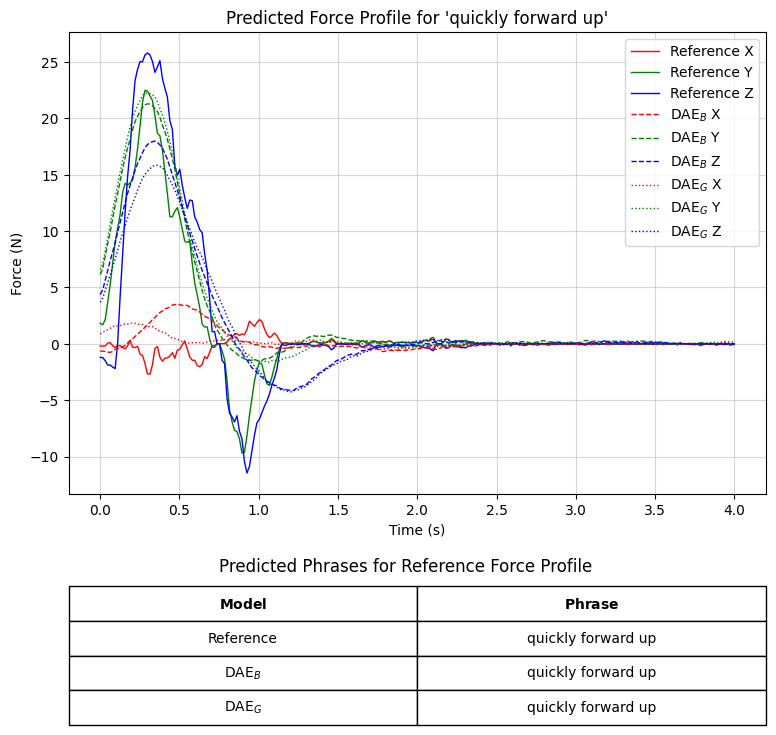 Predicted Force Profile for 'quickly forward up'
Force (N)
25
20
15
10
5
0
−5
−10
Reference X
Reference Y
Reference Z
DAE_B X
DAE_B Y
DAE_B Z
DAE_G X
DAE_G Y
DAE_G Z
0.0 0.5 1.0 1.5 2.0 2.5 3.0 3.5 4.0
Time (s)
Predicted Phrases for Reference Force Profile
Model Phrase
Reference quickly forward up
DAE_B quickly forward up
DAE_G quickly forward up